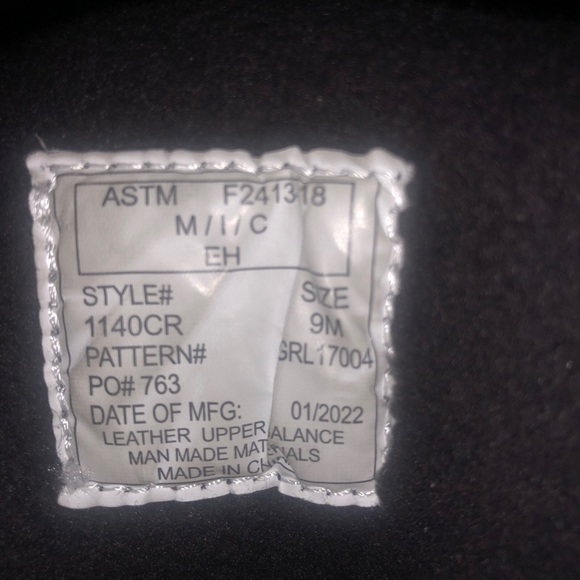 ASTM F2413-18
M / I / C
EH
STYLE# SIZE
1140CR 9M
PATTERN# GRL17004
PO# 763
DATE OF MFG: 01/2022
LEATHER UPPER BALANCE
MAN MADE MATERIALS
MADE IN CHINA